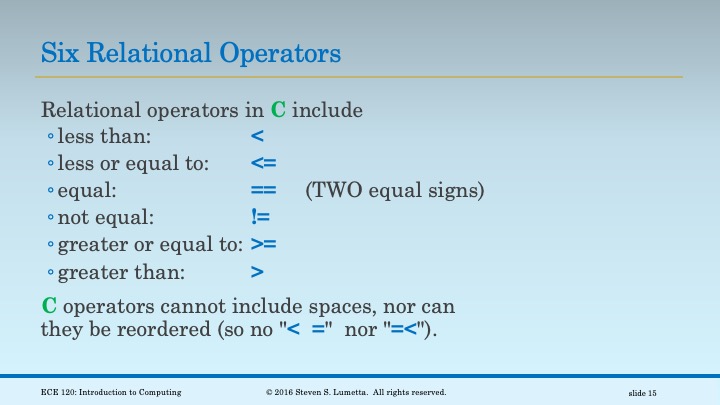 Six Relational Operators
Relational operators in C include
◦less than: <
◦less or equal to: <=
◦equal: == (TWO equal signs)
◦not equal: !=
◦greater or equal to: >=
◦greater than: >
C operators cannot include spaces, nor can
they be reordered (so no "< =" nor "=<").
ECE 120: Introduction to Computing © 2016 Steven S. Lumetta. All rights reserved. slide 15